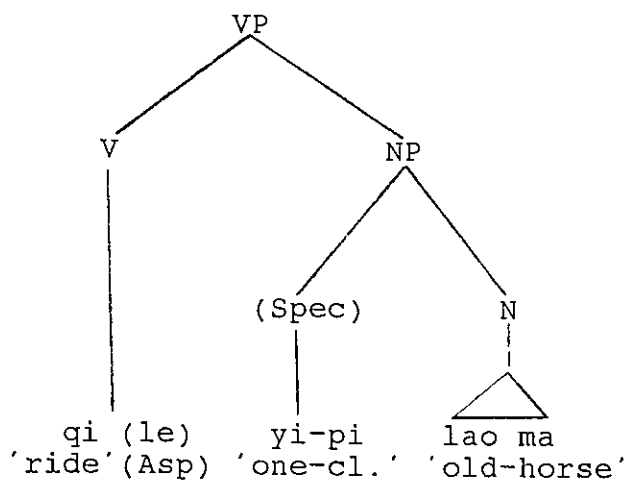 VP
V NP
(Spec) N
qi (le) yi-pi lao ma
'ride'(Asp) 'one-cl.' 'old-horse'